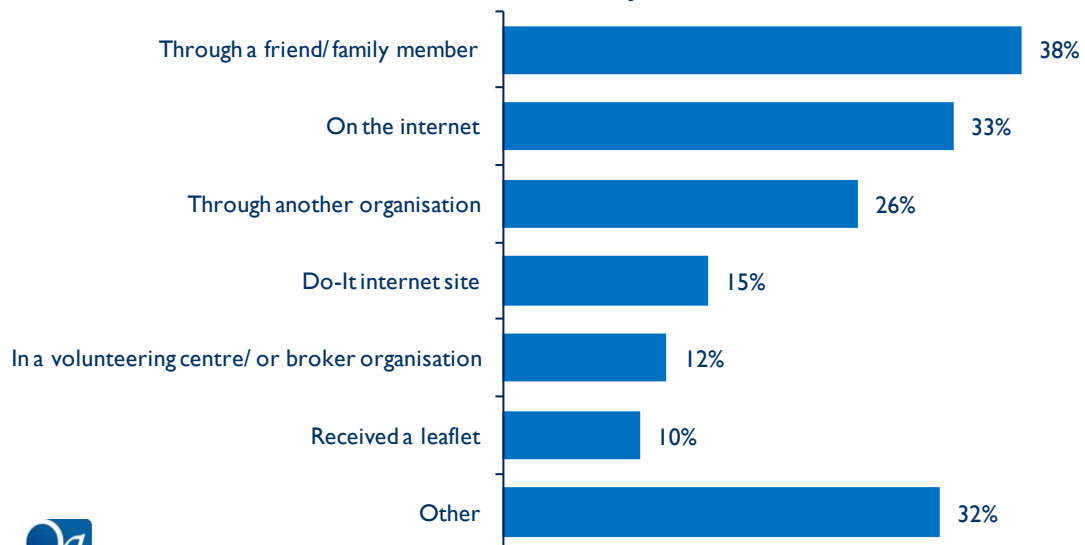 Through a friend/ family member 38%
On the internet 33%
Through another organisation 26%
Do-It internet site 15%
In a volunteering centre/ or broker organisation 12%
Received a leaflet 10%
Other 32%